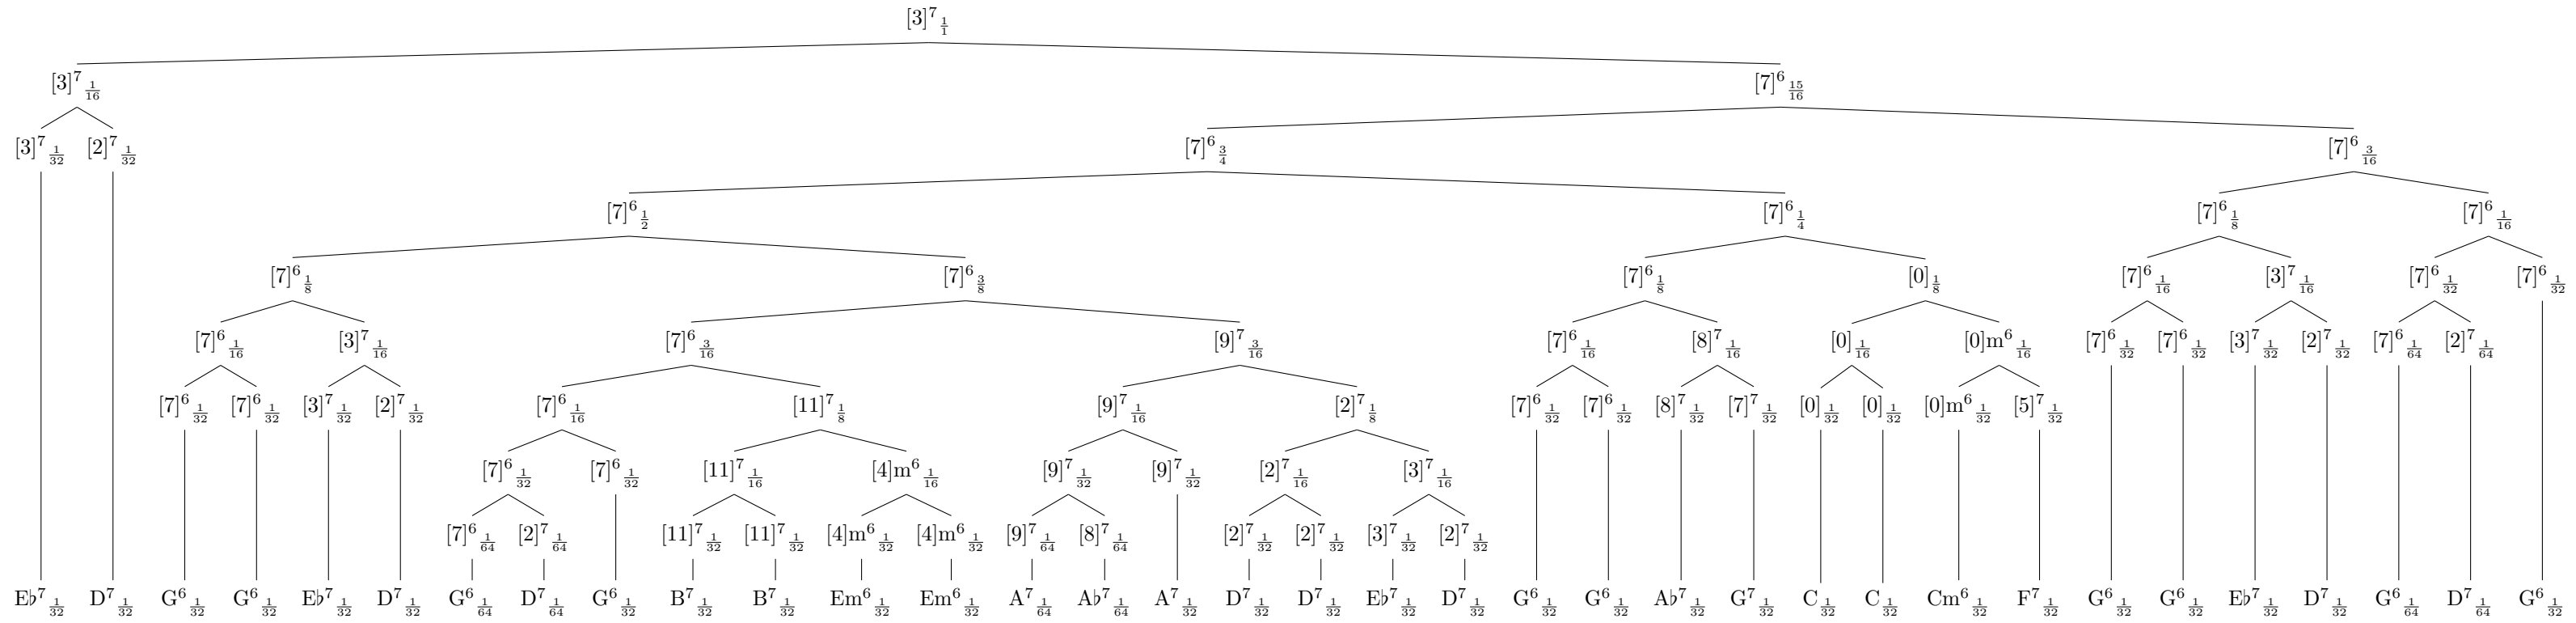 [3]⁷ 1/1
[3]⁷ 1/16 [7]⁶ 15/16
[3]⁷ 1/32 [2]⁷ 1/32 [7]⁶ 3/4 [7]⁶ 3/16
[7]⁶ 1/2 [7]⁶ 1/4 [7]⁶ 1/8 [7]⁶ 1/16
[7]⁶ 1/8 [7]⁶ 3/8 [7]⁶ 1/8 [0] 1/8 [7]⁶ 1/16 [3]⁷ 1/16 [7]⁶ 1/32 [7]⁶ 1/32
[7]⁶ 1/16 [3]⁷ 1/16 [7]⁶ 3/16 [9]⁷ 3/16 [7]⁶ 1/16 [8]⁷ 1/16 [0] 1/16 [0]m⁶ 1/16 [7]⁶ 1/32 [7]⁶ 1/32 [3]⁷ 1/32 [2]⁷ 1/32 [7]⁶ 1/64 [2]⁷ 1/64
[7]⁶ 1/32 [7]⁶ 1/32 [3]⁷ 1/32 [2]⁷ 1/32 [7]⁶ 1/16 [11]⁷ 1/8 [9]⁷ 1/16 [2]⁷ 1/8 [7]⁶ 1/32 [7]⁶ 1/32 [8]⁷ 1/32 [7]⁷ 1/32 [0] 1/32 [0] 1/32 [0]m⁶ 1/32 [5]⁷ 1/32
[7]⁶ 1/32 [7]⁶ 1/32 [11]⁷ 1/16 [4]m⁶ 1/16 [9]⁷ 1/32 [9]⁷ 1/32 [2]⁷ 1/16 [3]⁷ 1/16
[7]⁶ 1/64 [2]⁷ 1/64 [11]⁷ 1/32 [11]⁷ 1/32 [4]m⁶ 1/32 [4]m⁶ 1/32 [9]⁷ 1/64 [8]⁷ 1/64 [2]⁷ 1/32 [2]⁷ 1/32 [3]⁷ 1/32 [2]⁷ 1/32
E♭⁷ 1/32 D⁷ 1/32 G⁶ 1/32 G⁶ 1/32 E♭⁷ 1/32 D⁷ 1/32 G⁶ 1/64 D⁷ 1/64 G⁶ 1/32 B⁷ 1/32 B⁷ 1/32 Em⁶ 1/32 Em⁶ 1/32 A⁷ 1/64 A♭⁷ 1/64 A⁷ 1/32 D⁷ 1/32 D⁷ 1/32 E♭⁷ 1/32 D⁷ 1/32 G⁶ 1/32 G⁶ 1/32 A♭⁷ 1/32 G⁷ 1/32 C 1/32 C 1/32 Cm⁶ 1/32 F⁷ 1/32 G⁶ 1/32 G⁶ 1/32 E♭⁷ 1/32 D⁷ 1/32 G⁶ 1/64 D⁷ 1/64 G⁶ 1/32